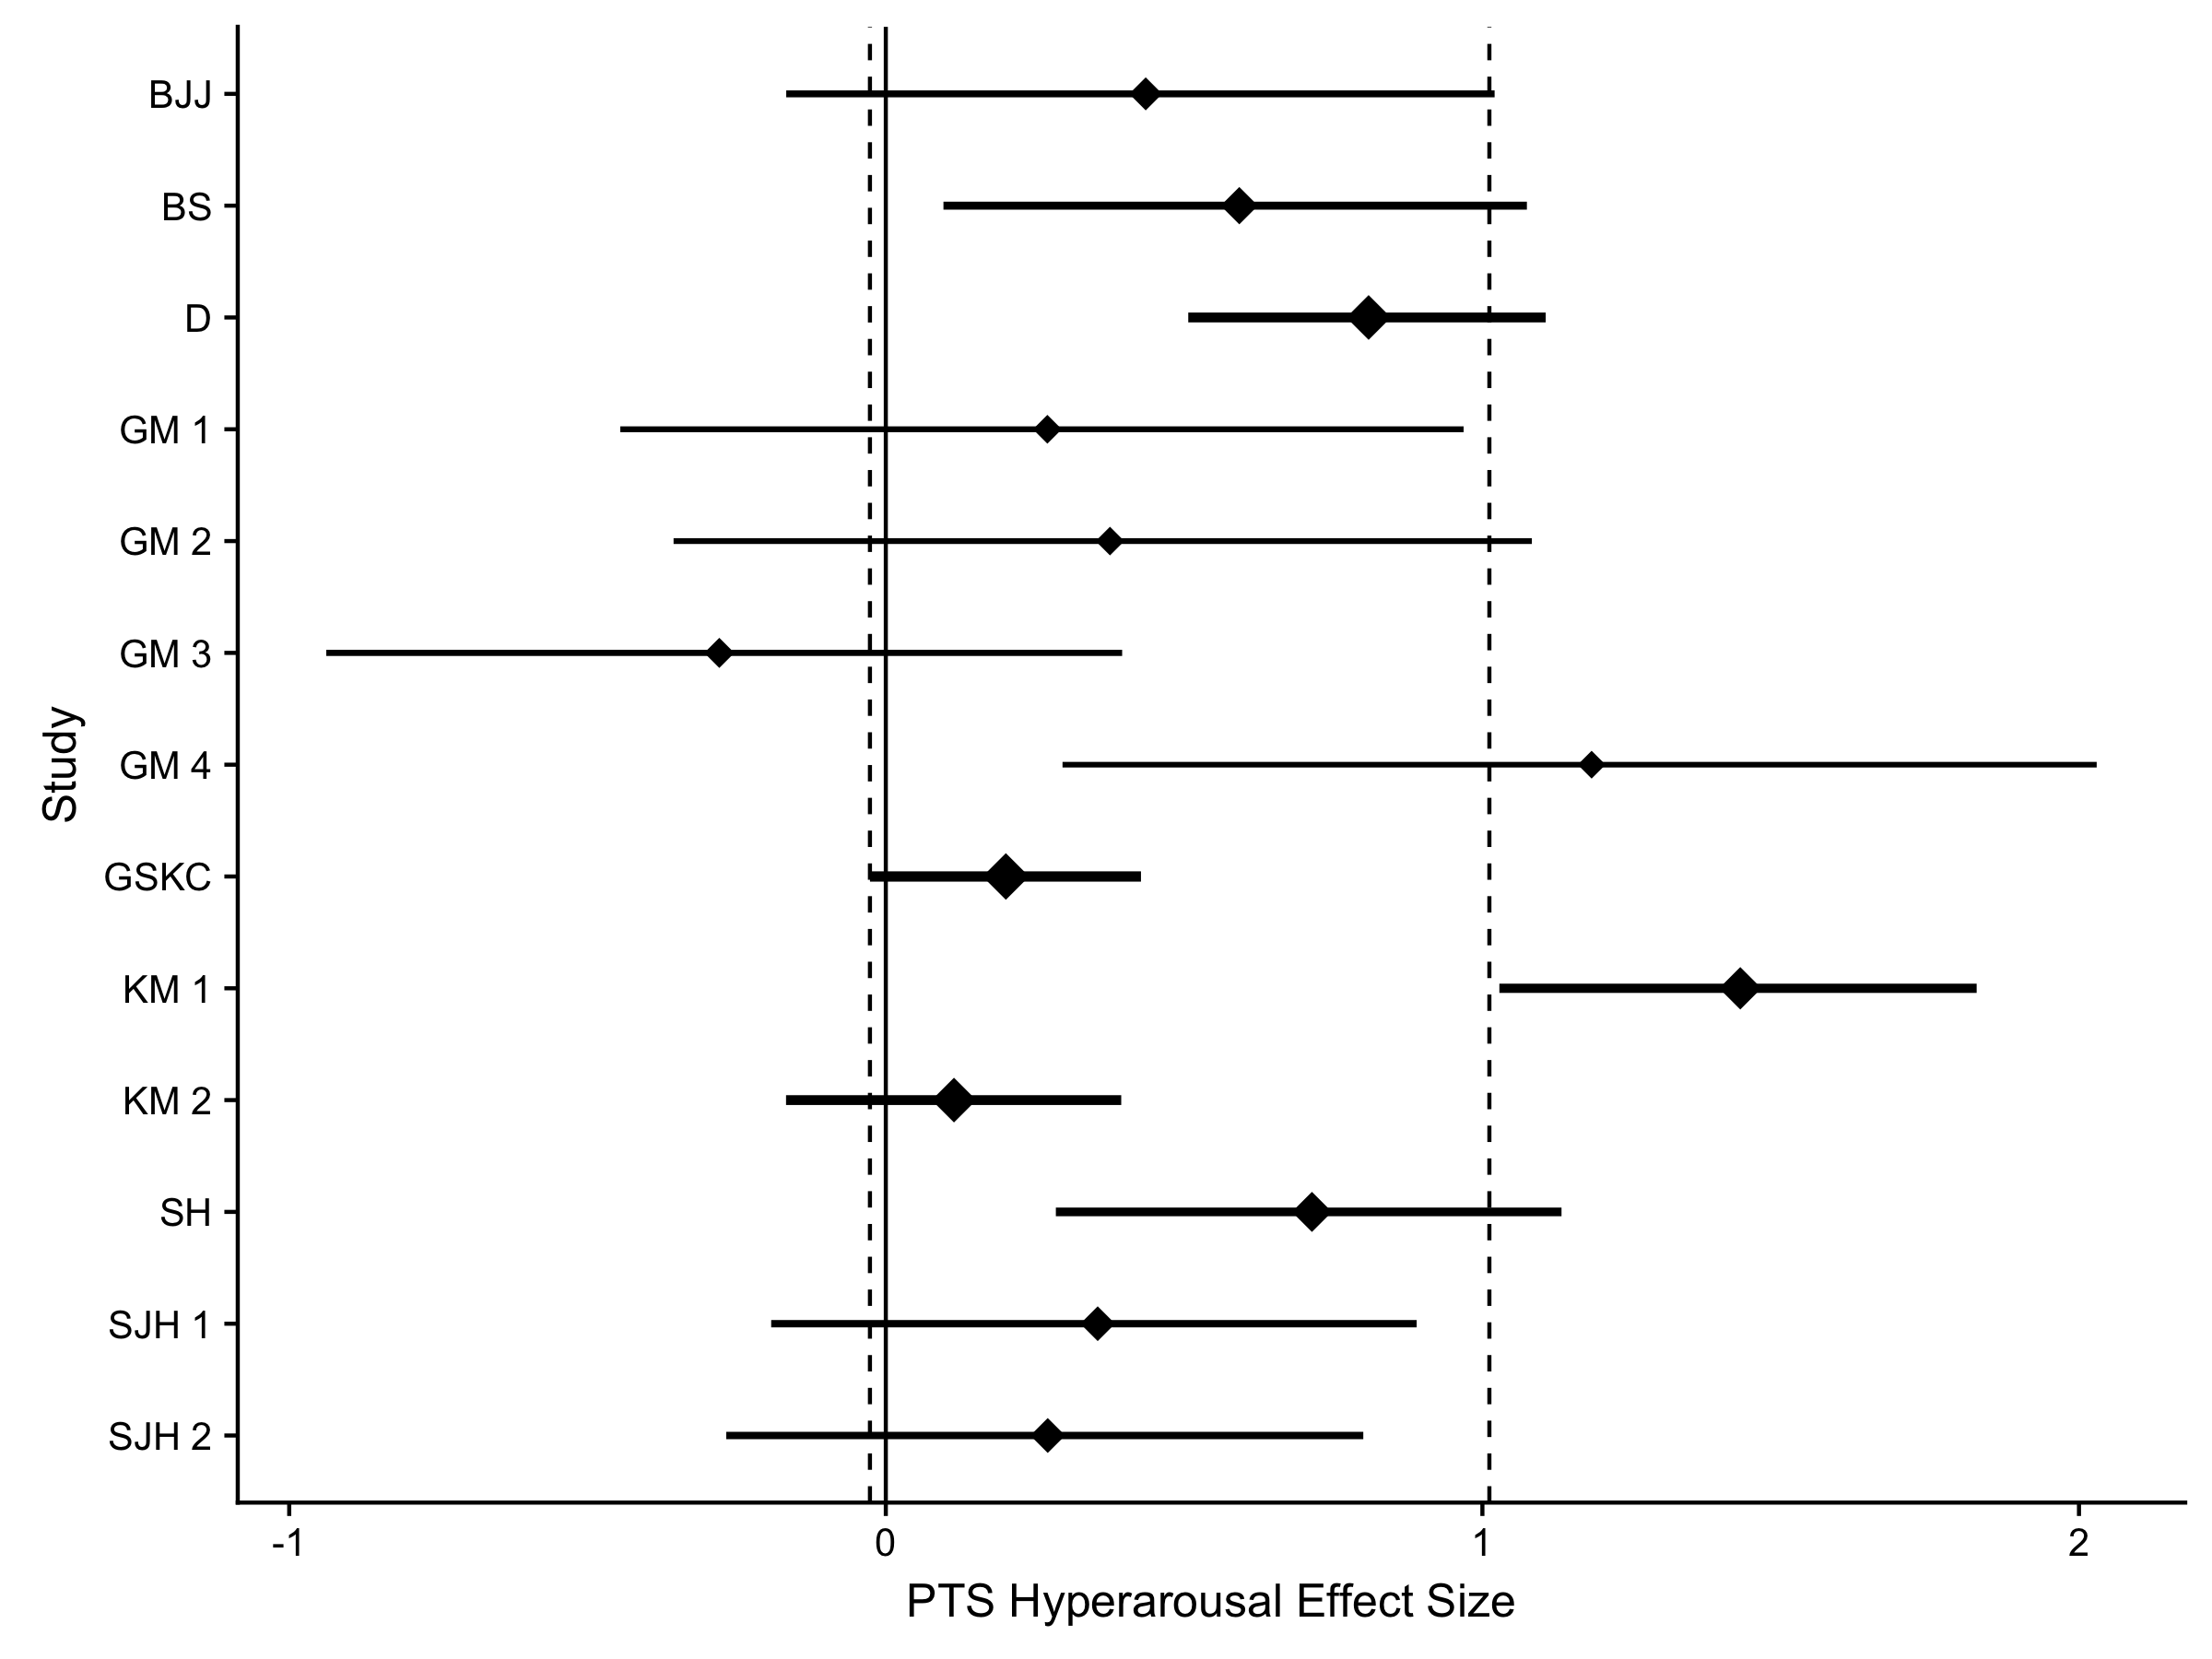 BJJ
BS
D
GM 1
GM 2
GM 3
GM 4
GSKC
KM 1
KM 2
SH
SJH 1
SJH 2
Study
-1 0 1 2
PTS Hyperarousal Effect Size